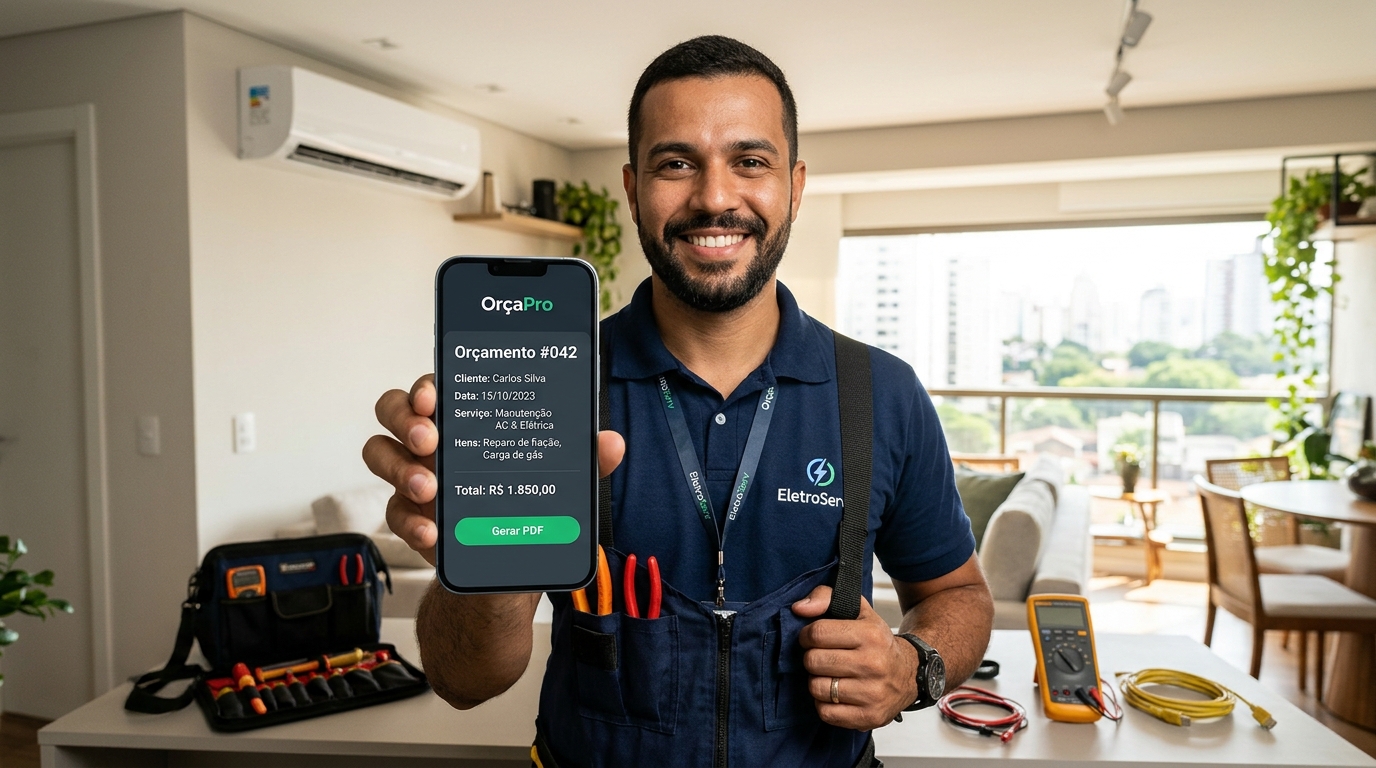 OrçaPro
Orçamento #042
Cliente: Carlos Silva
Data: 15/10/2023
Serviço: Manutenção
AC & Elétrica
Itens: Reparo de fiação,
Carga de gás
Total: R$ 1.850,00
Gerar PDF
EletroSer